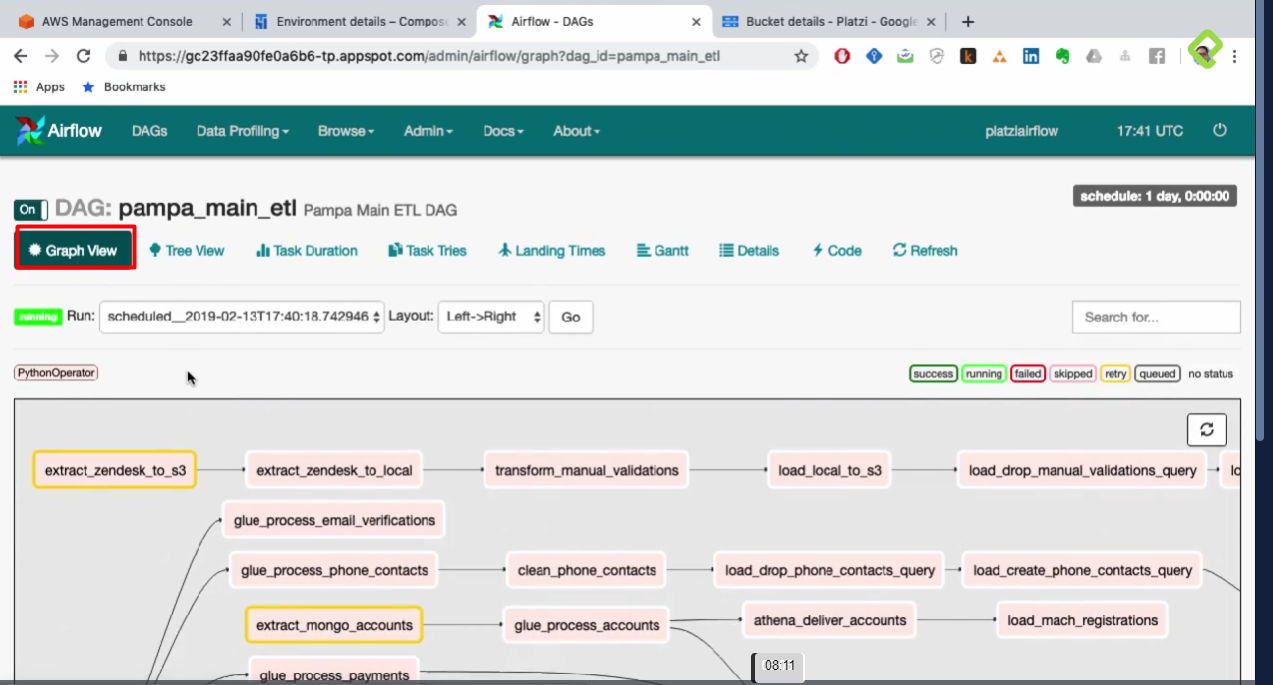 AWS Management Console
Environment details – Compos
Airflow - DAGs
Bucket details - Platzi - Google
https://gc23ffaa90fe0a6b6-tp.appspot.com/admin/airflow/graph?dag_id=pampa_main_etl
Apps Bookmarks
Airflow DAGs Data Profiling Browse Admin Docs About platziairflow 17:41 UTC
On DAG: pampa_main_etl Pampa Main ETL DAG
schedule: 1 day, 0:00:00
Graph View Tree View Task Duration Task Tries Landing Times Gantt Details Code Refresh
running Run: scheduled__2019-02-13T17:40:18.742946 Layout: Left->Right Go Search for...
PythonOperator
success running failed skipped retry queued no status
extract_zendesk_to_s3 extract_zendesk_to_local transform_manual_validations load_local_to_s3 load_drop_manual_validations_query lo
glue_process_email_verifications
glue_process_phone_contacts clean_phone_contacts load_drop_phone_contacts_query load_create_phone_contacts_query
extract_mongo_accounts glue_process_accounts athena_deliver_accounts load_mach_registrations
08:11
glue_process_payments